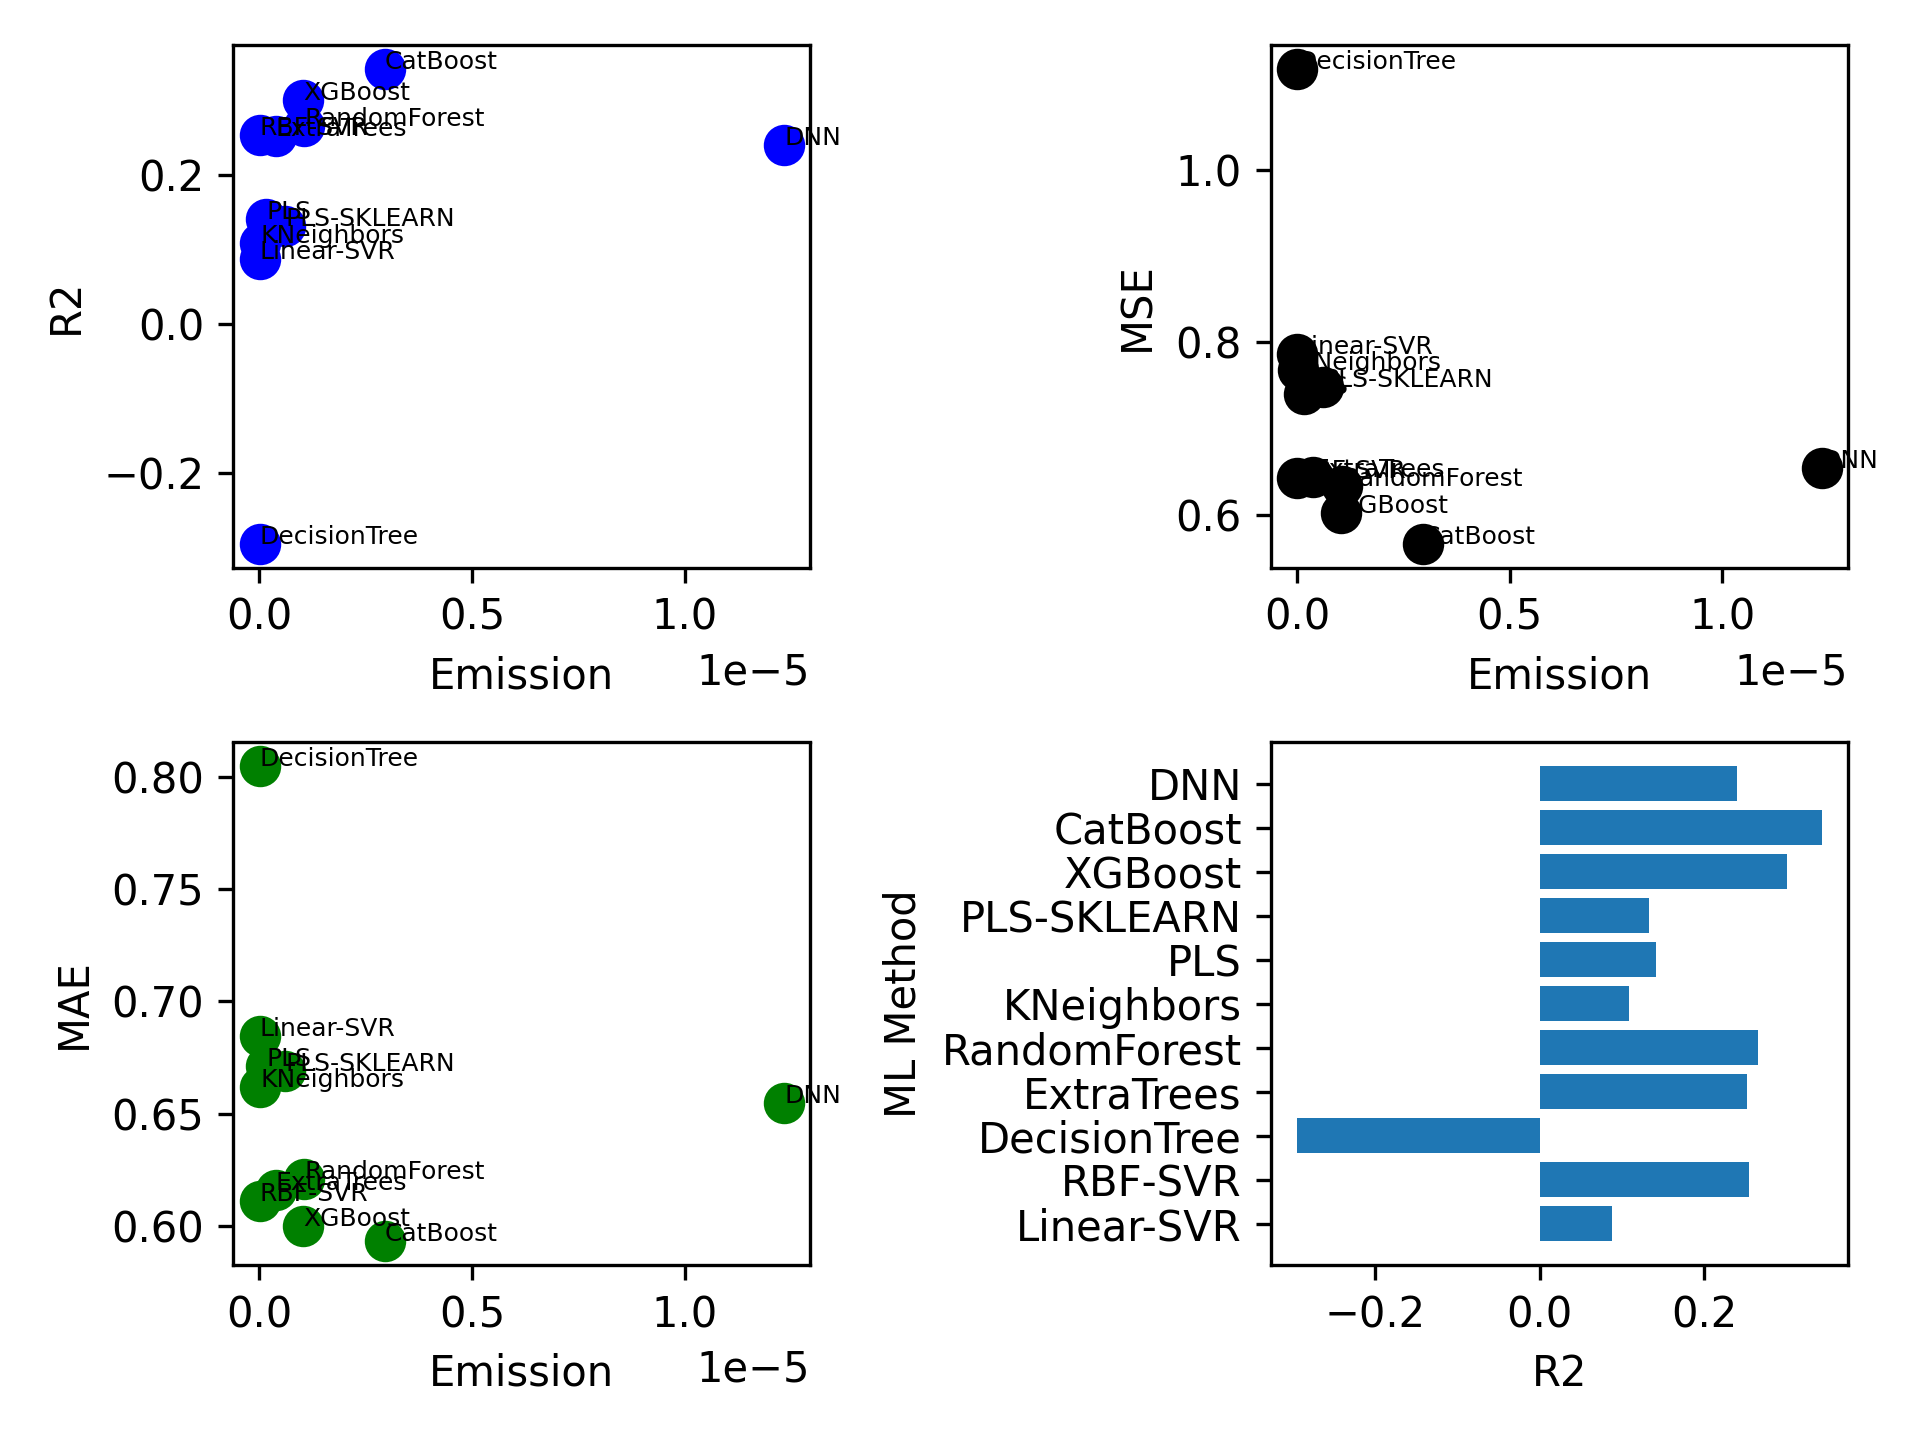 CatBoost
XGBoost
RandomForest
RBF-SVR
ExtraTrees
DNN
PLS
PLS-SKLEARN
KNeighbors
Linear-SVR
DecisionTree
0.2
0.0
−0.2
R2
0.0
0.5
1.0
Emission
1e−5
DecisionTree
Linear-SVR
KNeighbors
PLS-SKLEARN
ExtraTrees
RandomForest
XGBoost
CatBoost
DNN
1.0
0.8
0.6
MSE
0.0
0.5
1.0
Emission
1e−5
DecisionTree
Linear-SVR
PLS
PLS-SKLEARN
KNeighbors
DNN
RandomForest
ExtraTrees
RBF-SVR
XGBoost
CatBoost
0.80
0.75
0.70
0.65
0.60
MAE
0.0
0.5
1.0
Emission
1e−5
DNN
CatBoost
XGBoost
PLS-SKLEARN
PLS
KNeighbors
RandomForest
ExtraTrees
DecisionTree
RBF-SVR
Linear-SVR
ML Method
−0.2
0.0
0.2
R2